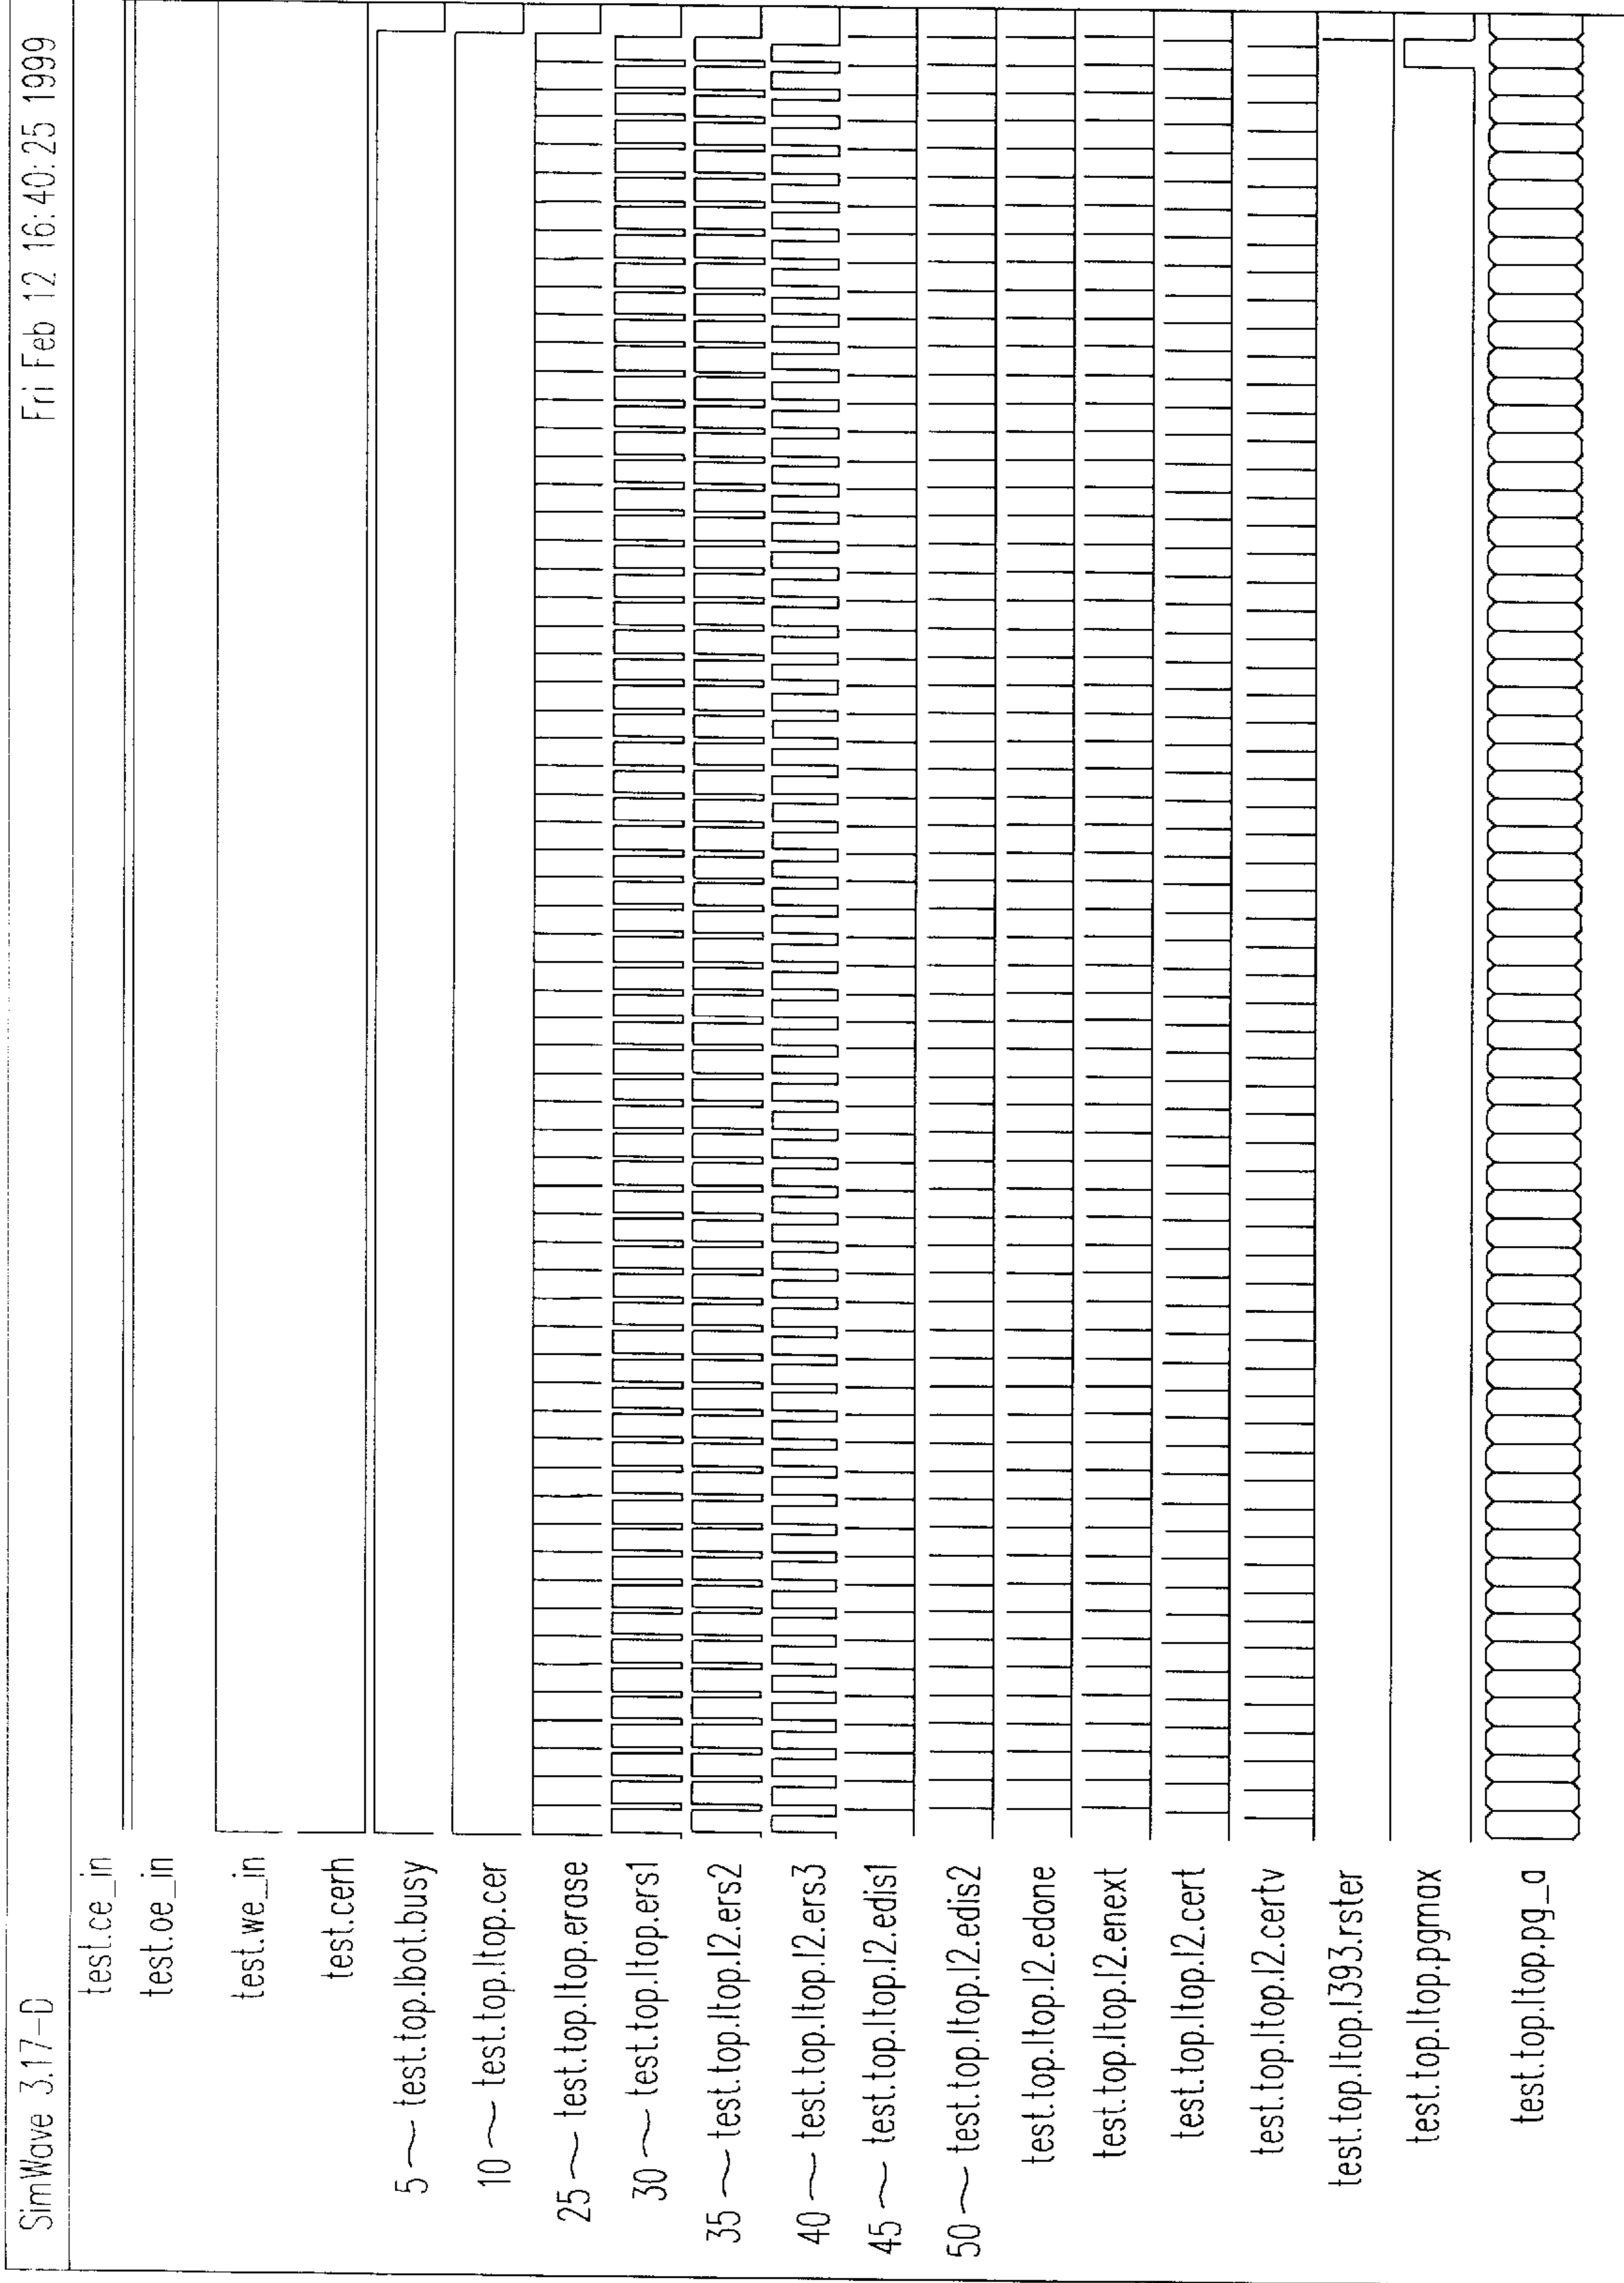 SimWave 3.17-D
Fri Feb 12 16:40:25 1999
test.ce_in
test.oe_in
test.we_in
test.cerh
5 ~ test.top.lbot.busy
10 ~ test.top.ltop.cer
25 ~ test.top.ltop.erase
30 ~ test.top.ltop.ers1
35 ~ test.top.ltop.l2.ers2
40 ~ test.top.ltop.l2.ers3
45 ~ test.top.ltop.l2.edis1
50 ~ test.top.ltop.l2.edis2
test.top.ltop.l2.edone
test.top.ltop.l2.enext
test.top.ltop.l2.cert
test.top.ltop.l2.certv
test.top.ltop.l393.rster
test.top.ltop.pgmax
test.top.ltop.pg_a